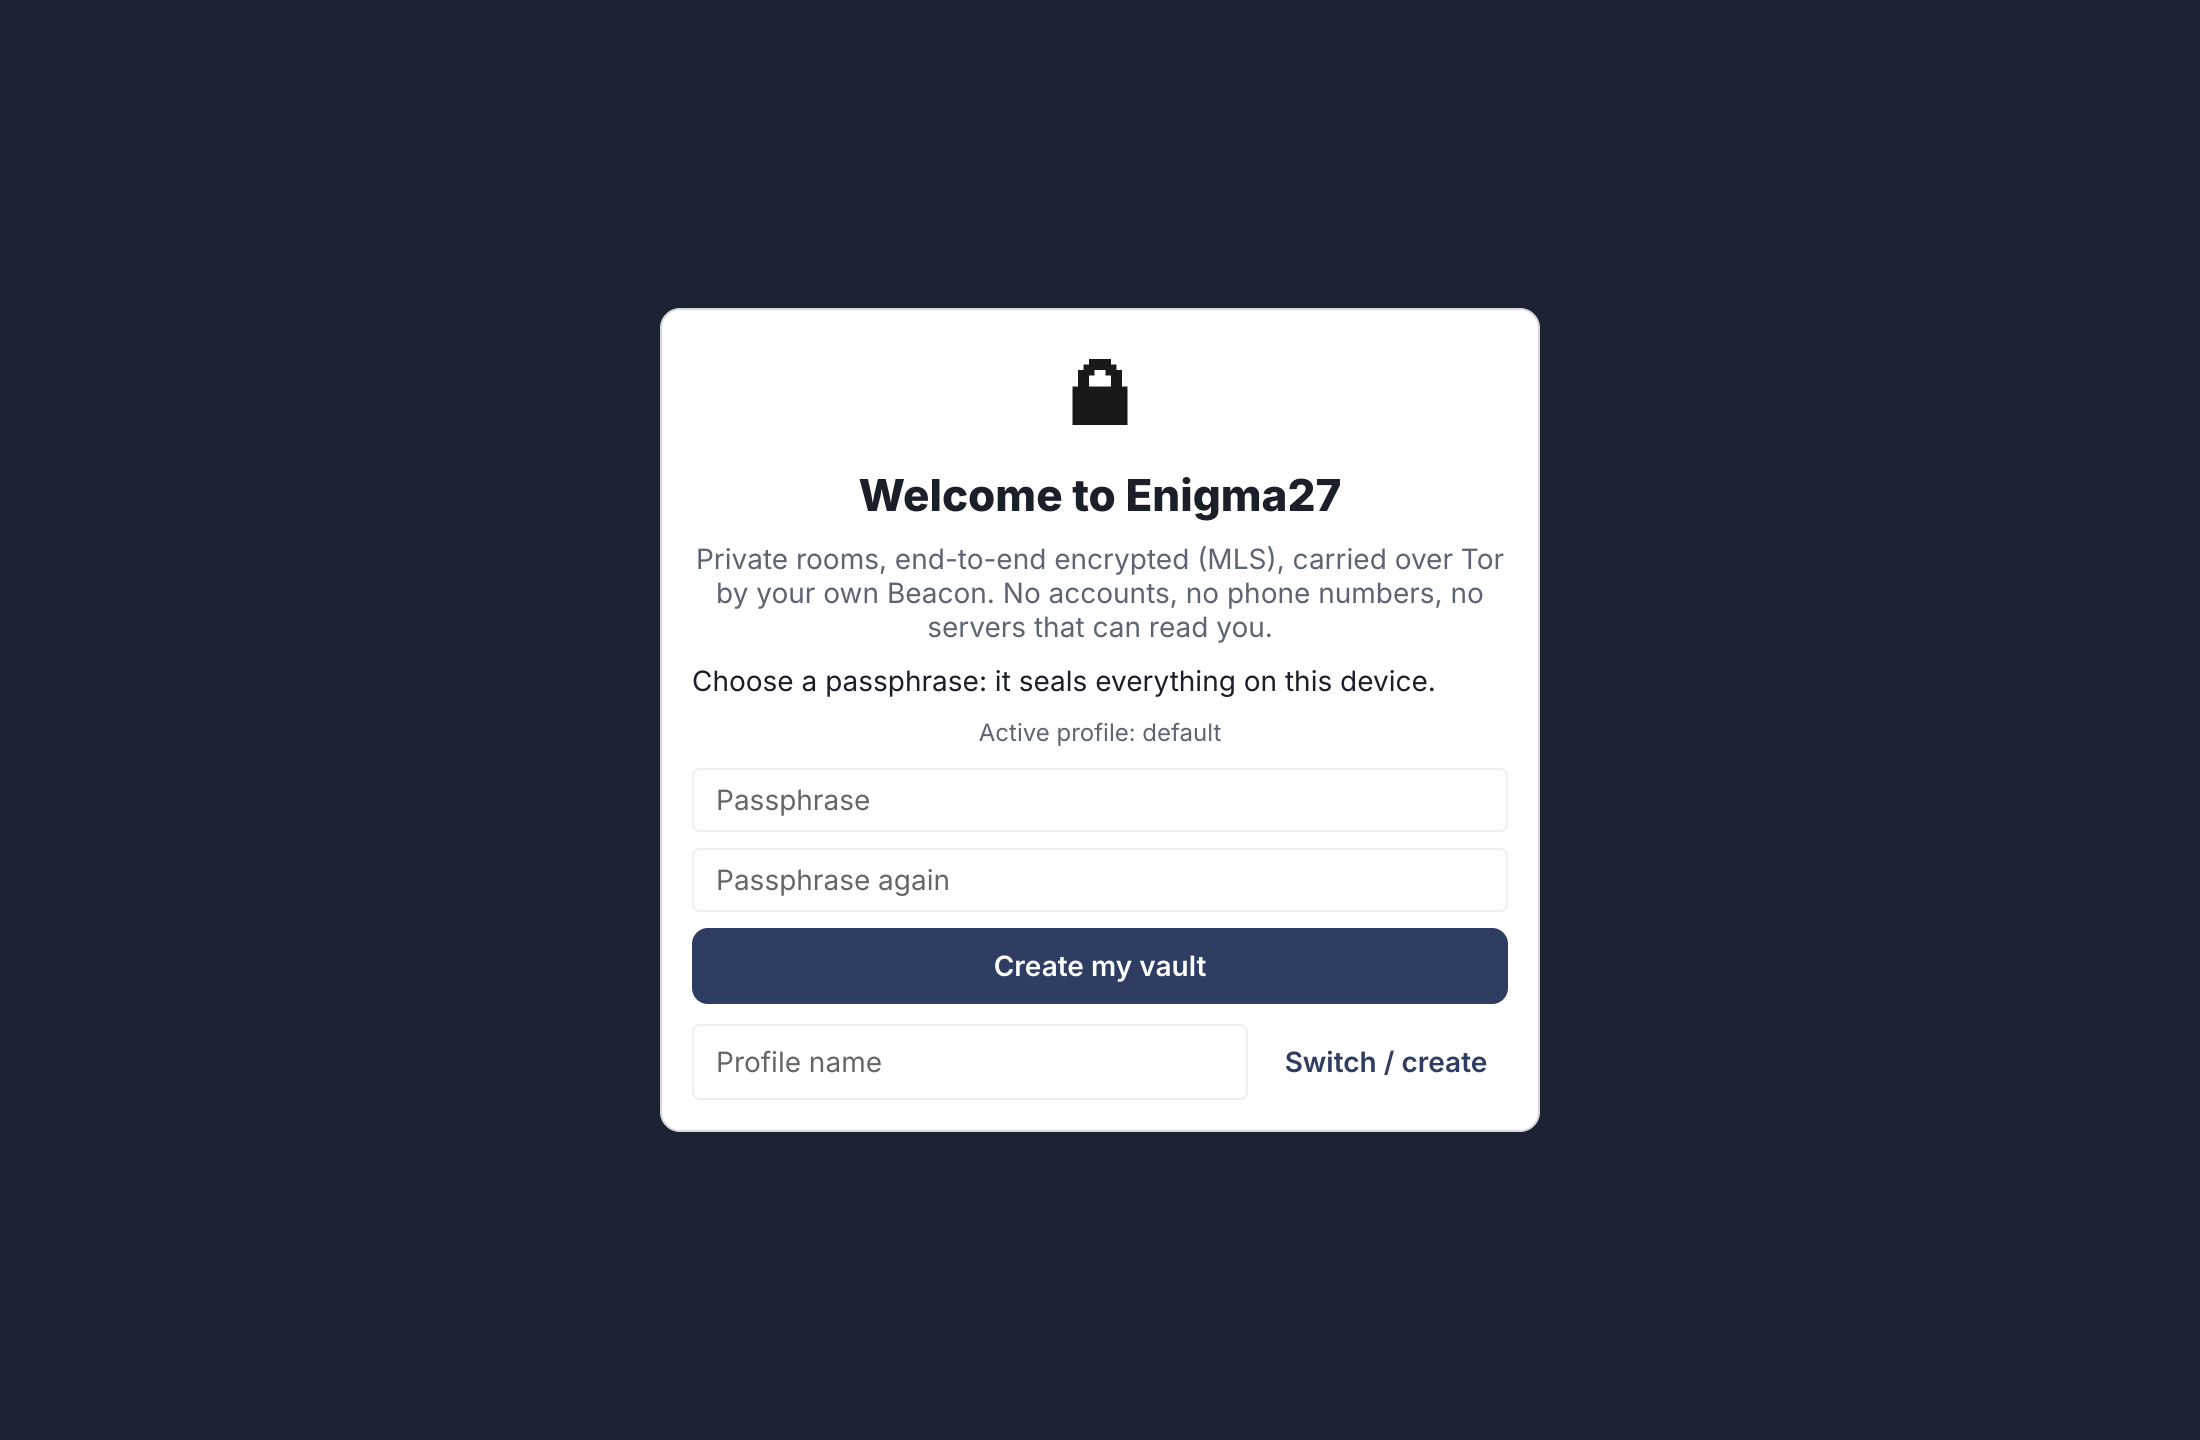 Welcome to Enigma27
Private rooms, end-to-end encrypted (MLS), carried over Tor
by your own Beacon. No accounts, no phone numbers, no
servers that can read you.
Choose a passphrase: it seals everything on this device.
Active profile: default
Passphrase
Passphrase again
Create my vault
Profile name
Switch / create